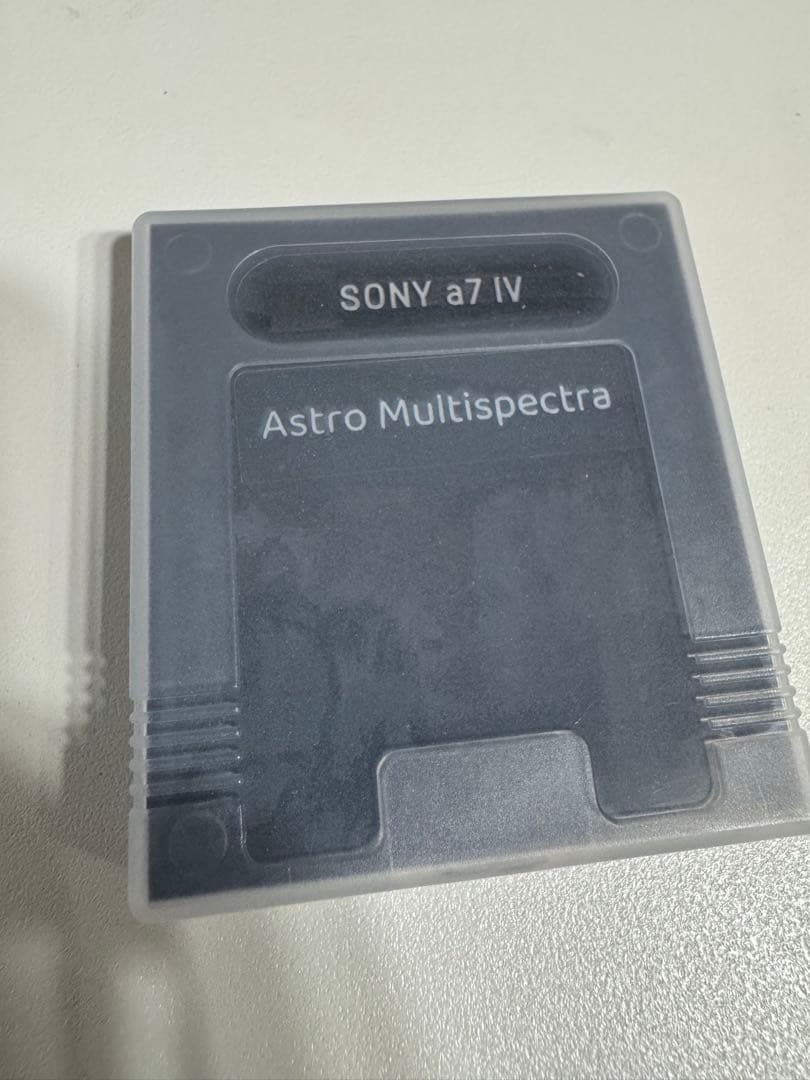 SONY a7 IV
Astro Multispectra